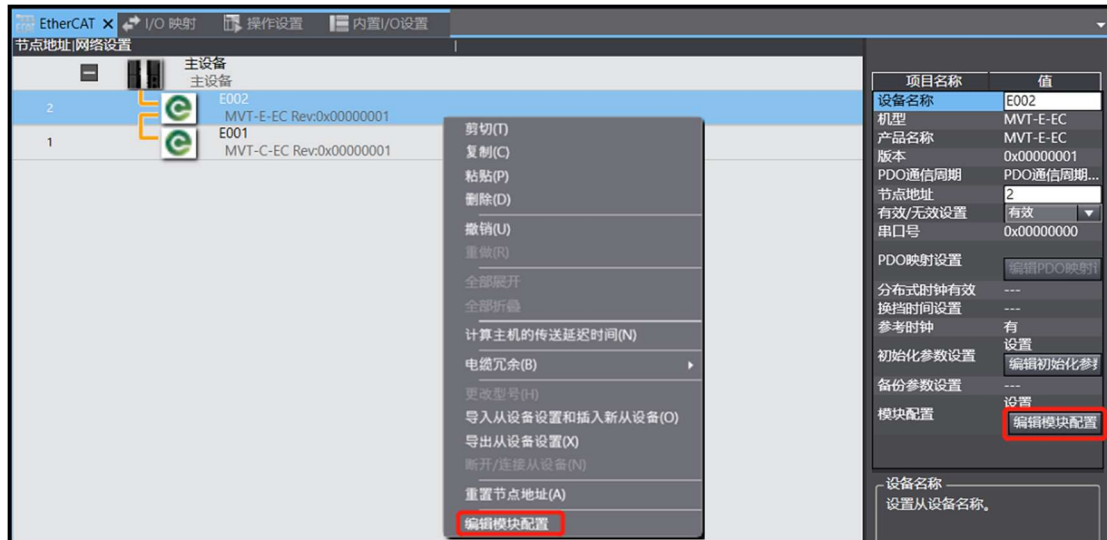 EtherCAT × I/O 映射 操作设置 内置I/O设置
节点地址|网络设置
主设备
主设备
2
E002
MVT-E-EC Rev:0x00000001
1
E001
MVT-C-EC Rev:0x00000001
剪切(T)
复制(C)
粘贴(P)
删除(D)
撤销(U)
重做(R)
全部展开
全部折叠
计算主机的传送延迟时间(N)
电缆冗余(B)
更改型号(H)
导入从设备设置和插入新从设备(O)
导出从设备设置(X)
断开/连接从设备(N)
重置节点地址(A)
编辑模块配置
项目名称 值
设备名称 E002
机型 MVT-E-EC
产品名称 MVT-E-EC
版本 0x00000001
PDO通信周期 PDO通信周期...
节点地址 2
有效/无效设置 有效
串口号 0x00000000
PDO映射设置 编辑PDO映射
分布式时钟有效 ---
换挡时间设置 ---
参考时钟 有
初始化参数设置 设置
编辑初始化参
备份参数设置 ---
模块配置 设置
编辑模块配置
设备名称
设置从设备名称。